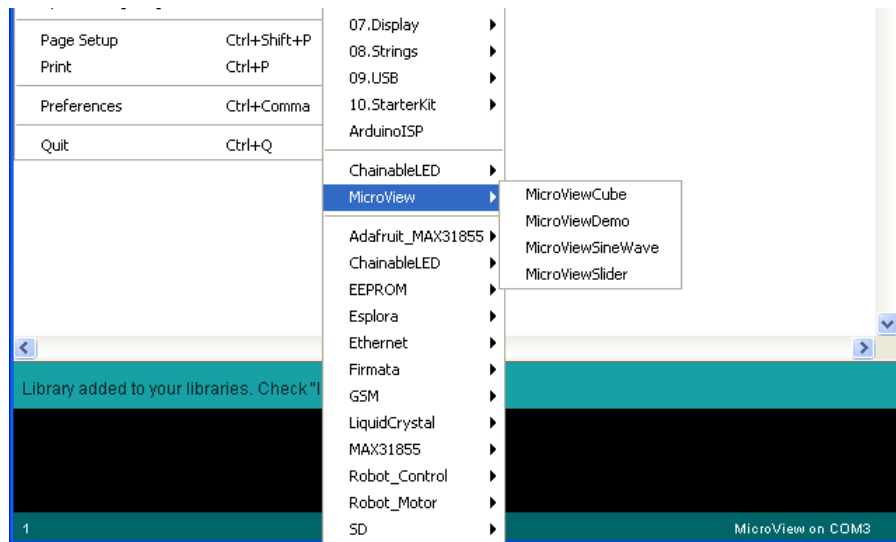 Page Setup Ctrl+Shift+P
Print Ctrl+P
Preferences Ctrl+Comma
Quit Ctrl+Q
07.Display
08.Strings
09.USB
10.StarterKit
ArduinoISP
ChainableLED
MicroView
Adafruit_MAX31855
ChainableLED
EEPROM
Esplora
Ethernet
Firmata
GSM
LiquidCrystal
MAX31855
Robot_Control
Robot_Motor
SD
MicroViewCube
MicroViewDemo
MicroViewSineWave
MicroViewSlider
Library added to your libraries. Check "I
1 MicroView on COM3